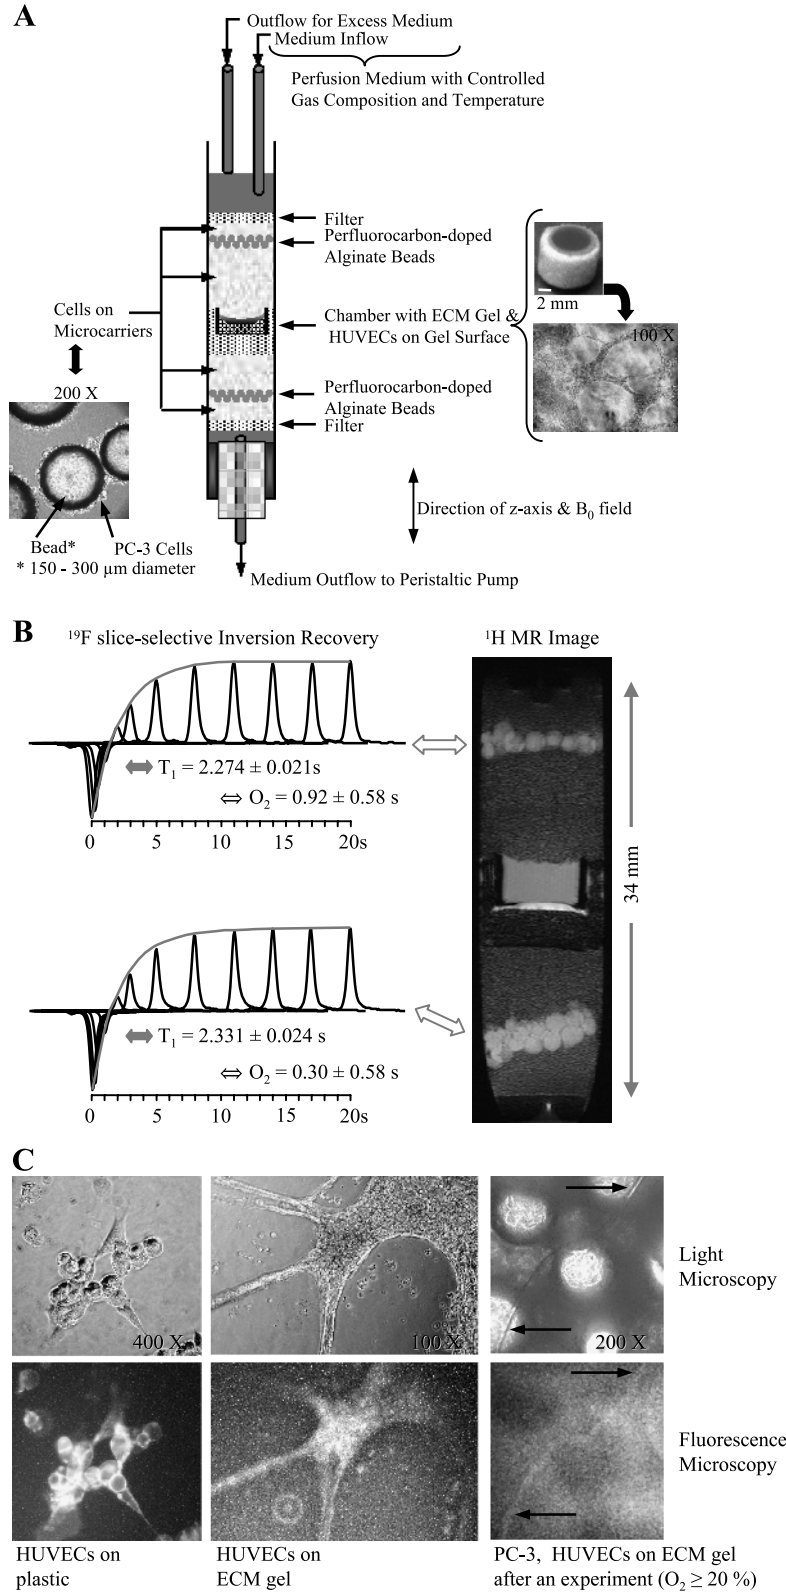 A
Outflow for Excess Medium
Medium Inflow
Perfusion Medium with Controlled
Gas Composition and Temperature
Filter
Perfluorocarbon-doped
Alginate Beads
Cells on
Microcarriers
Chamber with ECM Gel &
HUVECs on Gel Surface
2 mm
100 X
200 X
Perfluorocarbon-doped
Alginate Beads
Filter
Direction of z-axis & B₀ field
Bead*
PC-3 Cells
* 150 - 300 µm diameter
Medium Outflow to Peristaltic Pump
B
¹⁹F slice-selective Inversion Recovery
¹H MR Image
T₁ = 2.274 ± 0.021s
⇔ O₂ = 0.92 ± 0.58 s
0 5 10 15 20s
34 mm
T₁ = 2.331 ± 0.024 s
⇔ O₂ = 0.30 ± 0.58 s
0 5 10 15 20s
C
400 X
100 X
200 X
Light
Microscopy
Fluorescence
Microscopy
HUVECs on
plastic
HUVECs on
ECM gel
PC-3, HUVECs on ECM gel
after an experiment (O₂ ≥ 20 %)